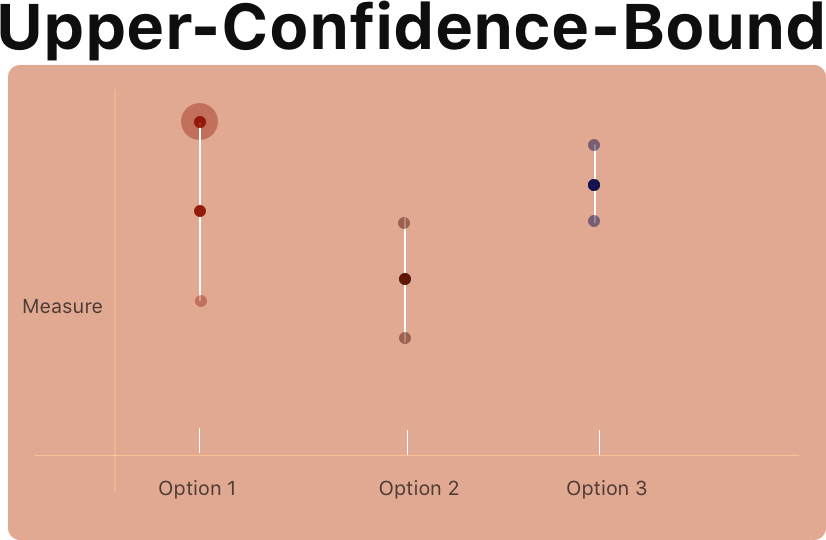 Upper-Confidence-Bound
Measure
Option 1
Option 2
Option 3